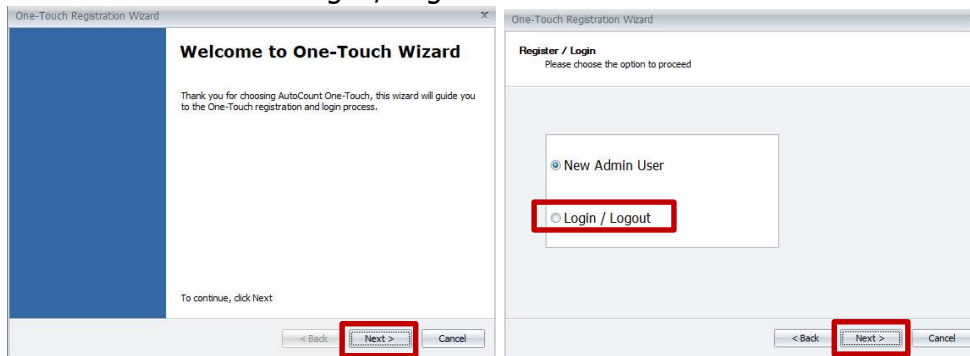 One-Touch Registration Wizard
Welcome to One-Touch Wizard
Thank you for choosing AutoCount One-Touch, this wizard will guide you
to the One-Touch registration and login process.
To continue, click Next
< Back Next > Cancel
One-Touch Registration Wizard
Register / Login
Please choose the option to proceed
New Admin User
Login / Logout
< Back Next > Cancel